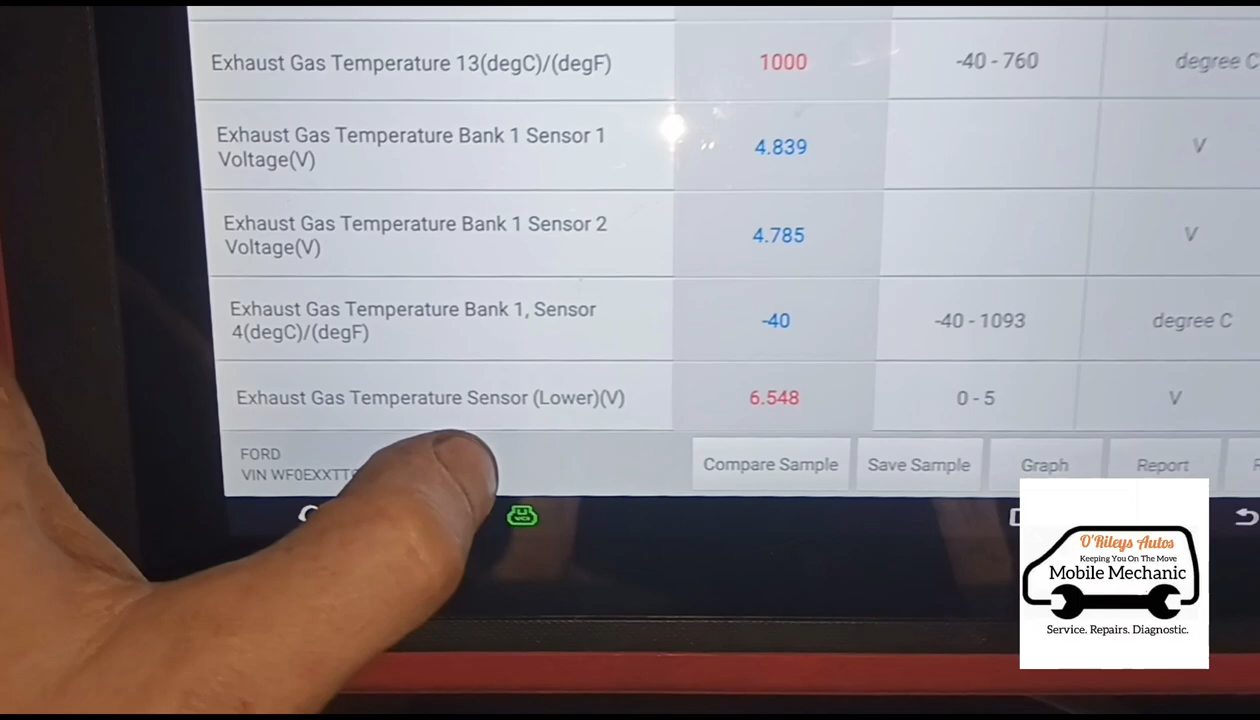 Exhaust Gas Temperature 13(degC)/(degF) 1000 -40 - 760 degree C
Exhaust Gas Temperature Bank 1 Sensor 1
Voltage(V) 4.839 V
Exhaust Gas Temperature Bank 1 Sensor 2
Voltage(V) 4.785 V
Exhaust Gas Temperature Bank 1, Sensor
4(degC)/(degF) -40 -40 - 1093 degree C
Exhaust Gas Temperature Sensor (Lower)(V) 6.548 0 - 5 V
FORD
VIN WF0EXXTT
Compare Sample Save Sample Graph Report
VCI
O'Rileys Autos
Keeping You On The Move
Mobile Mechanic
Service. Repairs. Diagnostic.